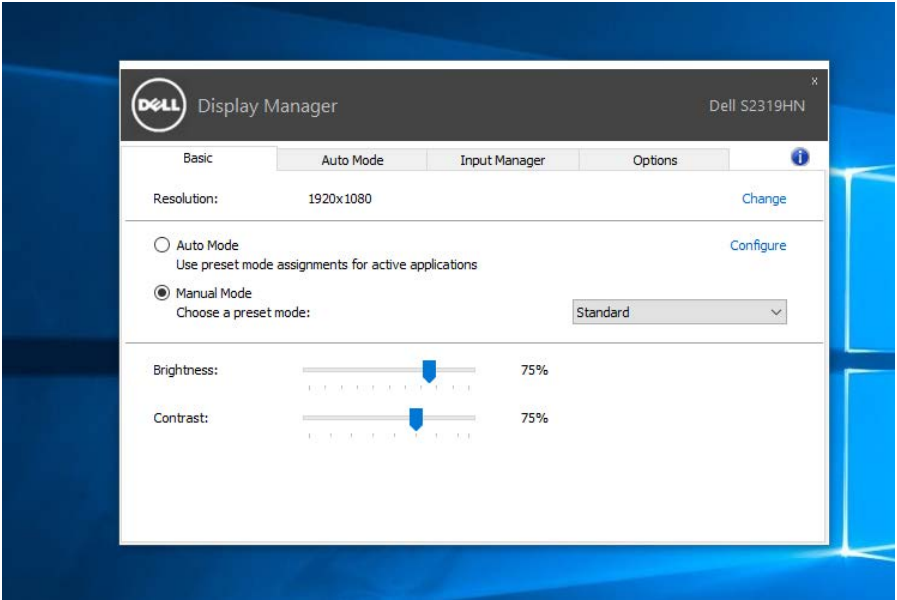 DELL Display Manager
x
Dell S2319HN
Basic Auto Mode Input Manager Options i
Resolution: 1920x1080 Change
Auto Mode Configure
Use preset mode assignments for active applications
Manual Mode
Choose a preset mode: Standard
Brightness: 75%
Contrast: 75%